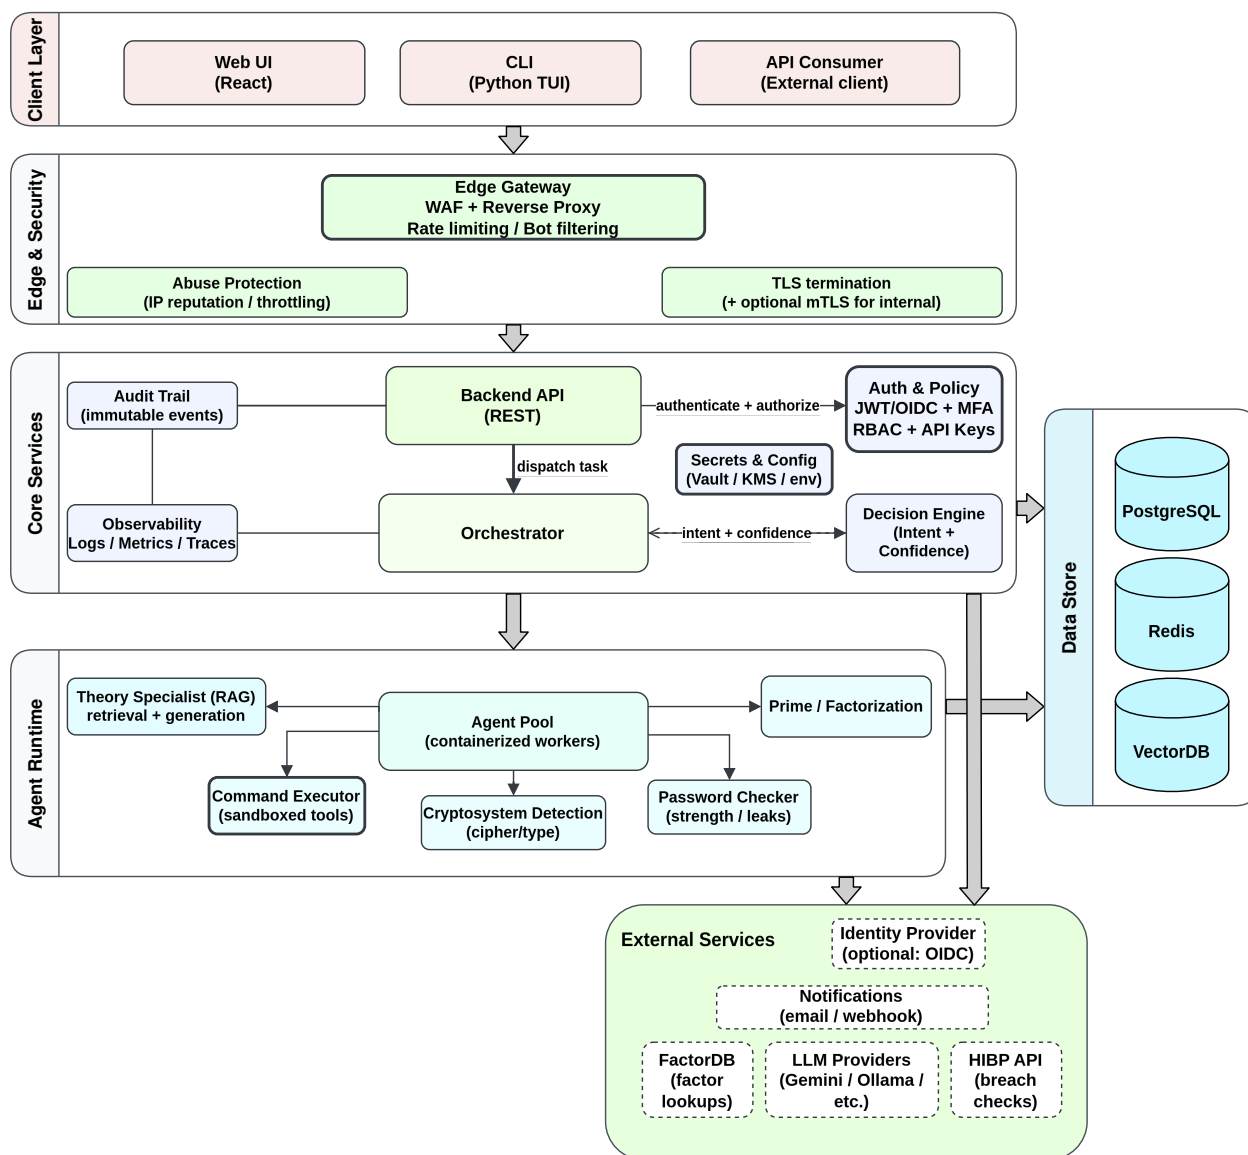 Client Layer
Web UI
(React)
CLI
(Python TUI)
API Consumer
(External client)
Edge & Security
Edge Gateway
WAF + Reverse Proxy
Rate limiting / Bot filtering
Abuse Protection
(IP reputation / throttling)
TLS termination
(+ optional mTLS for internal)
Core Services
Audit Trail
(immutable events)
Backend API
(REST)
authenticate + authorize
Auth & Policy
JWT/OIDC + MFA
RBAC + API Keys
dispatch task
Secrets & Config
(Vault / KMS / env)
Observability
Logs / Metrics / Traces
Orchestrator
intent + confidence
Decision Engine
(Intent +
Confidence)
Data Store
PostgreSQL
Redis
VectorDB
Agent Runtime
Theory Specialist (RAG)
retrieval + generation
Agent Pool
(containerized workers)
Prime / Factorization
Command Executor
(sandboxed tools)
Cryptosystem Detection
(cipher/type)
Password Checker
(strength / leaks)
External Services
Identity Provider
(optional: OIDC)
Notifications
(email / webhook)
FactorDB
(factor
lookups)
LLM Providers
(Gemini / Ollama /
etc.)
HIBP API
(breach
checks)